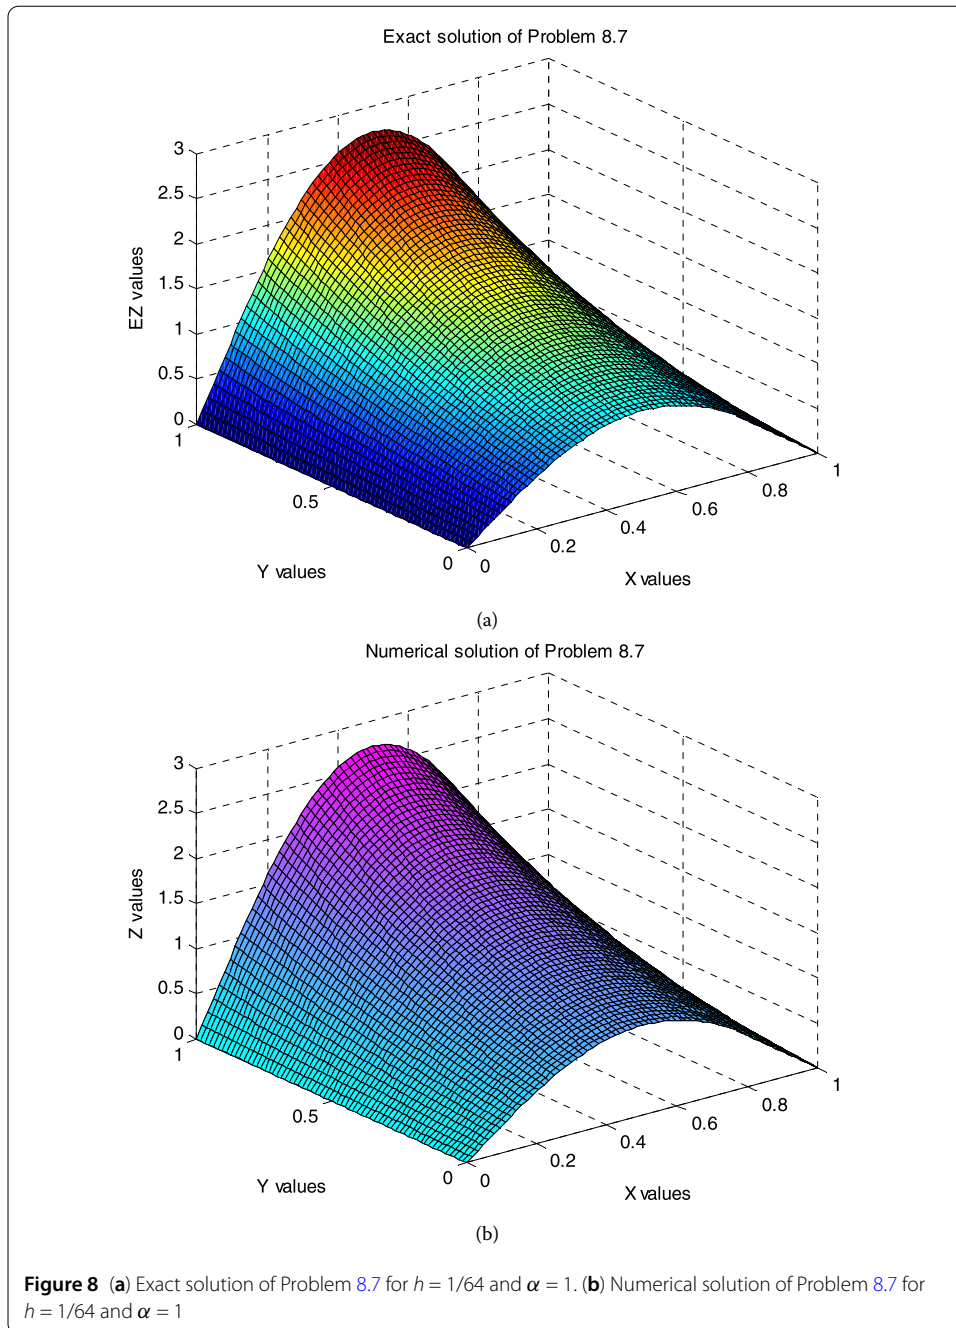 Exact solution of Problem 8.7
3
2.5
2
1.5
1
0.5
0
EZ values
1
0.5
0
Y values
0
0.2
0.4
0.6
0.8
1
X values
(a)
Numerical solution of Problem 8.7
3
2.5
2
1.5
1
0.5
0
Z values
1
0.5
0
Y values
0
0.2
0.4
0.6
0.8
1
X values
(b)
Figure 8 (a) Exact solution of Problem 8.7 for h = 1/64 and α = 1. (b) Numerical solution of Problem 8.7 for
h = 1/64 and α = 1